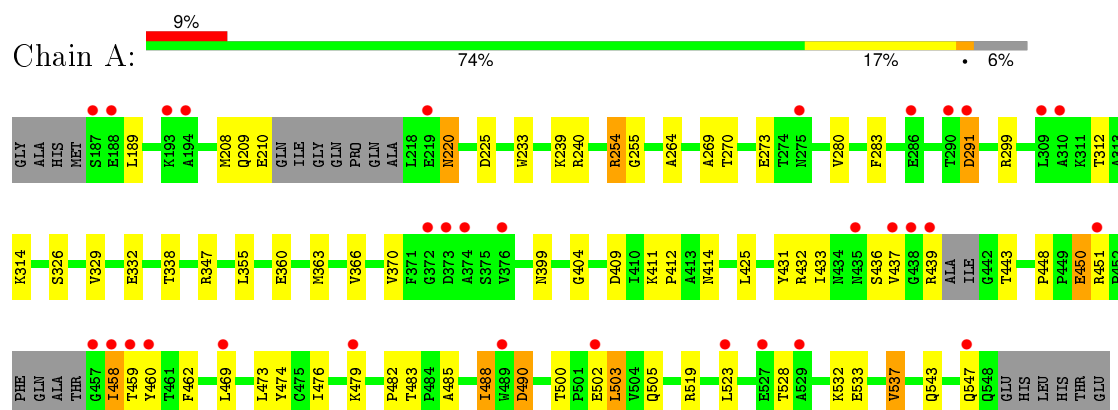 9%
Chain A:
74% 17% • 6%
GLY ALA HIS MET S187 E188 L189 K193 A194 M208 Q209 E210 GLN ILE GLY GLN PRO GLN ALA L218 E219 N220 D225 W233 K239 R240 R254 G255 A264 A269 T270 E273 T274 N275 V280 F283 E286 T290 D291 R299 L309 A310 K311 T312 A313
K314 S326 V329 E332 T338 R347 L355 E360 M363 V366 V370 F371 G372 D373 A374 S375 V376 N399 G404 D409 I410 K411 P412 A413 N414 L425 Y431 R432 I433 N434 N435 S436 V437 G438 R439 ALA ILE G442 T443 P448 P449 E450 R451 P452
PHE GLN ALA THR G457 I458 T459 Y460 T461 F462 L469 L473 Y474 C475 I476 K479 P482 T483 P484 A485 I488 W489 D490 T500 P501 E502 L503 V504 Q505 R519 L523 E527 T528 A529 K532 E533 V537 Q543 Q547 Q548 GLU HIS LEU HIS THR GLU